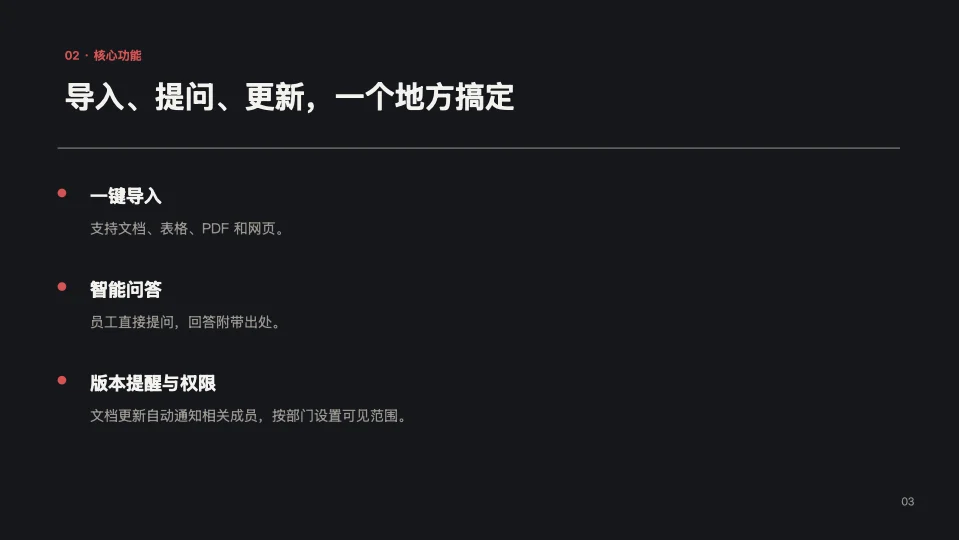 02 · 核心功能
导入、提问、更新，一个地方搞定
一键导入
支持文档、表格、PDF 和网页。
智能问答
员工直接提问，回答附带出处。
版本提醒与权限
文档更新自动通知相关成员，按部门设置可见范围。
03